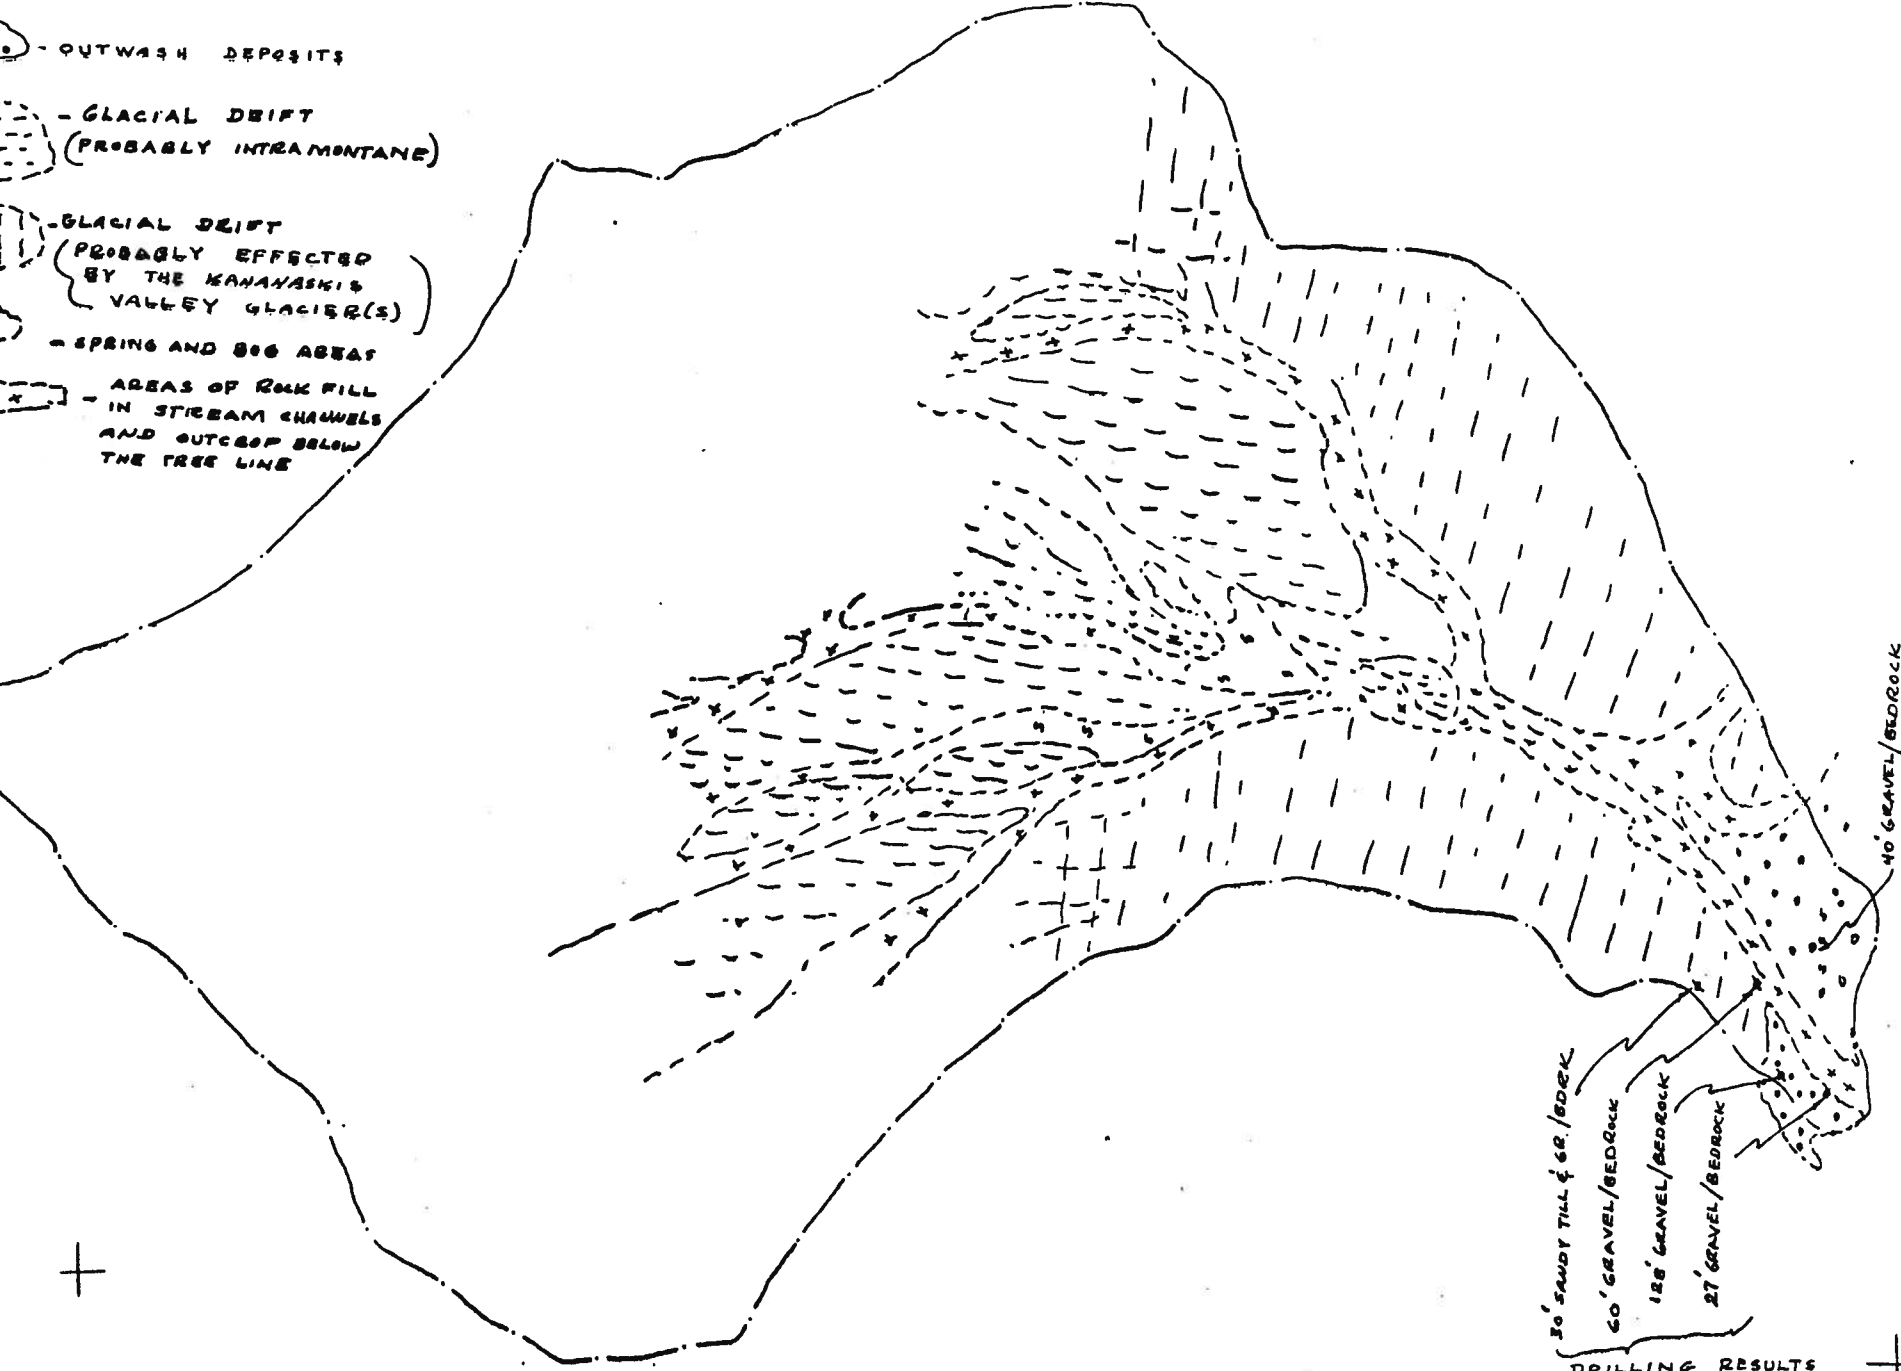 - OUTWASH DEPOSITS
- GLACIAL DRIFT
(PROBABLY INTRAMONTANE)
- GLACIAL DRIFT
(PROBABLY EFFECTED
BY THE KANANASKIS
VALLEY GLACIER(S))
- SPRING AND BOG AREAS
- AREAS OF ROCK FILL
IN STREAM CHANNELS
AND OUTCROP BELOW
THE TREE LINE
40' GRAVEL/BEDROCK
30' SANDY TILL & GR./BDRK
60' GRAVEL/BEDROCK
128' GRAVEL/BEDROCK
27' GRAVEL/BEDROCK
DRILLING RESULTS